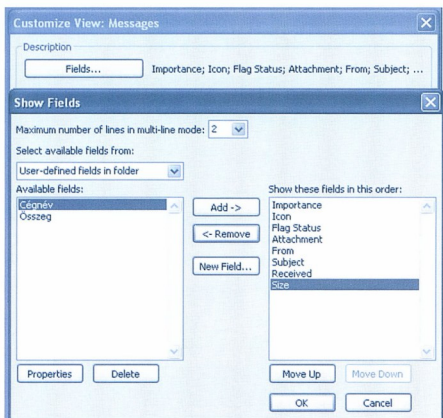 Customize View: Messages
Description
Fields... Importance; Icon; Flag Status; Attachment; From; Subject; ...
Show Fields
Maximum number of lines in multi-line mode: 2
Select available fields from:
User-defined fields in folder
Available fields:
Cégnév
Összeg
Add ->
<- Remove
New Field...
Show these fields in this order:
Importance
Icon
Flag Status
Attachment
From
Subject
Received
Size
Properties Delete Move Up Move Down
OK Cancel